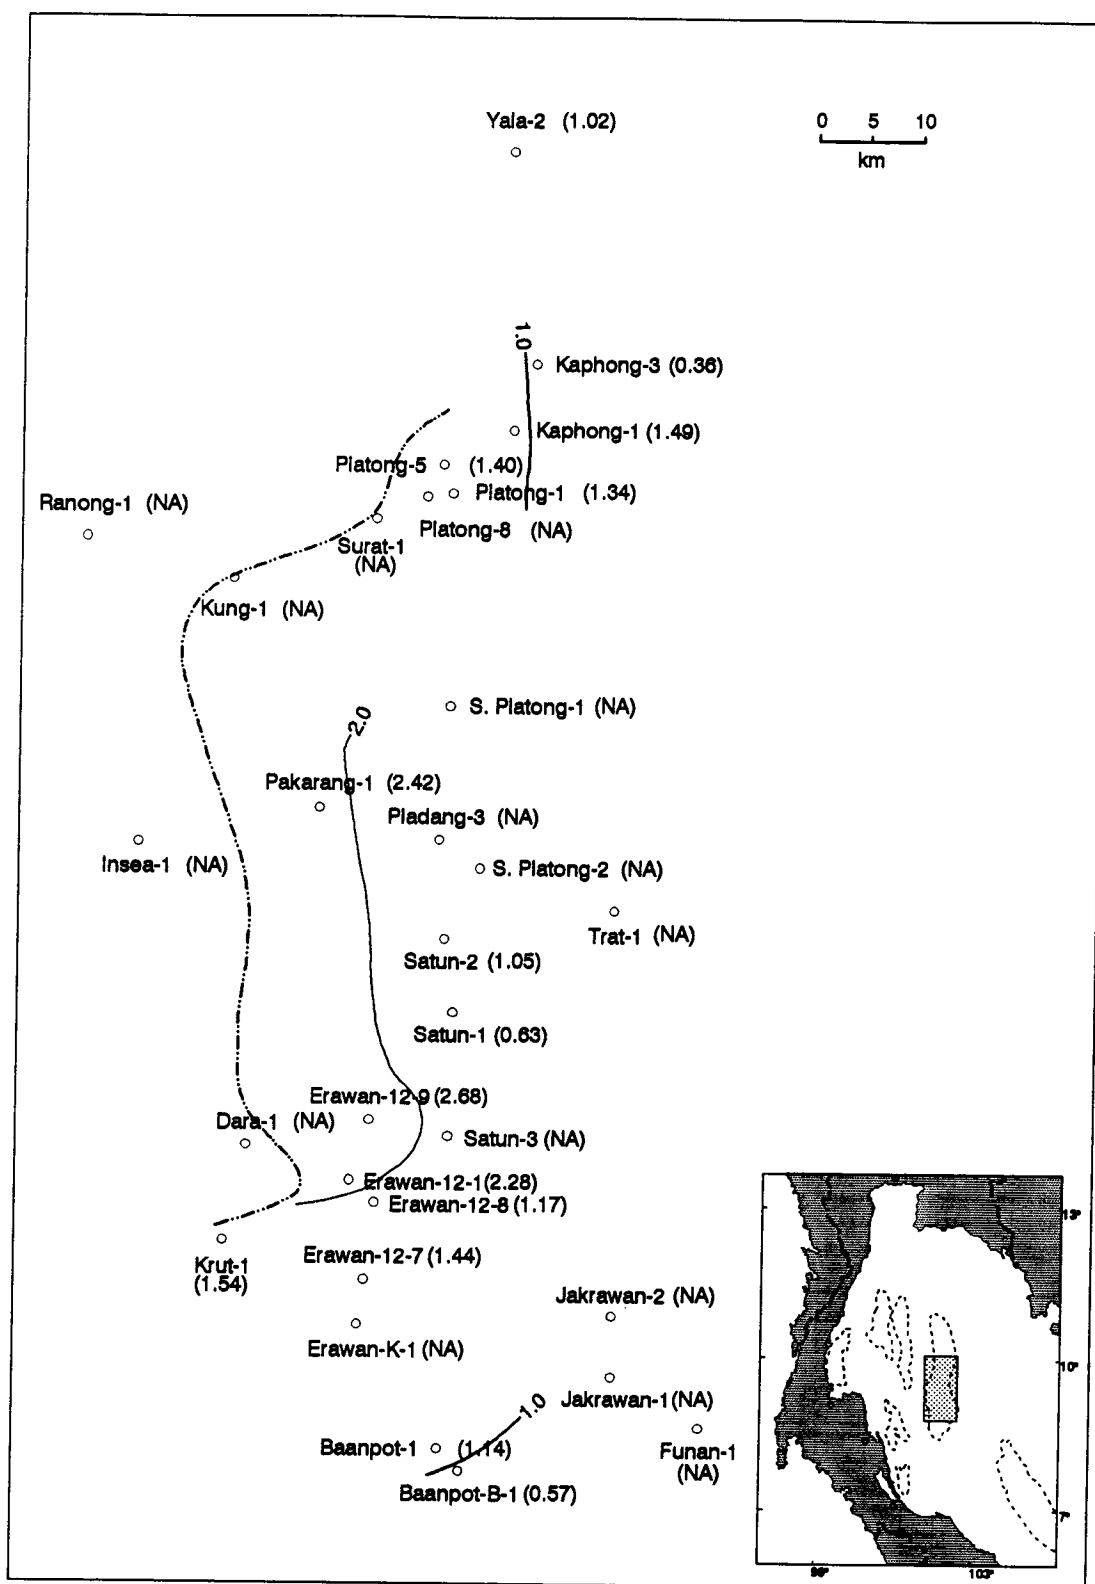 Yala-2 (1.02)
0 5 10
km
1.0
Kaphong-3 (0.36)
Kaphong-1 (1.49)
Platong-5 (1.40)
Platong-1 (1.34)
Ranong-1 (NA)
Platong-8 (NA)
Surat-1
(NA)
Kung-1 (NA)
S. Platong-1 (NA)
2.0
Pakarang-1 (2.42)
Pladang-3 (NA)
Insea-1 (NA)
S. Platong-2 (NA)
Trat-1 (NA)
Satun-2 (1.05)
Satun-1 (0.63)
Erawan-12-9 (2.68)
Dara-1 (NA)
Satun-3 (NA)
Erawan-12-1 (2.28)
Erawan-12-8 (1.17)
13°
Krut-1
(1.54)
Erawan-12-7 (1.44)
Jakrawan-2 (NA)
Erawan-K-1 (NA)
10°
Jakrawan-1 (NA)
1.0
Baanpot-1 (1.14)
Funan-1
(NA)
Baanpot-B-1 (0.57)
7°
103°